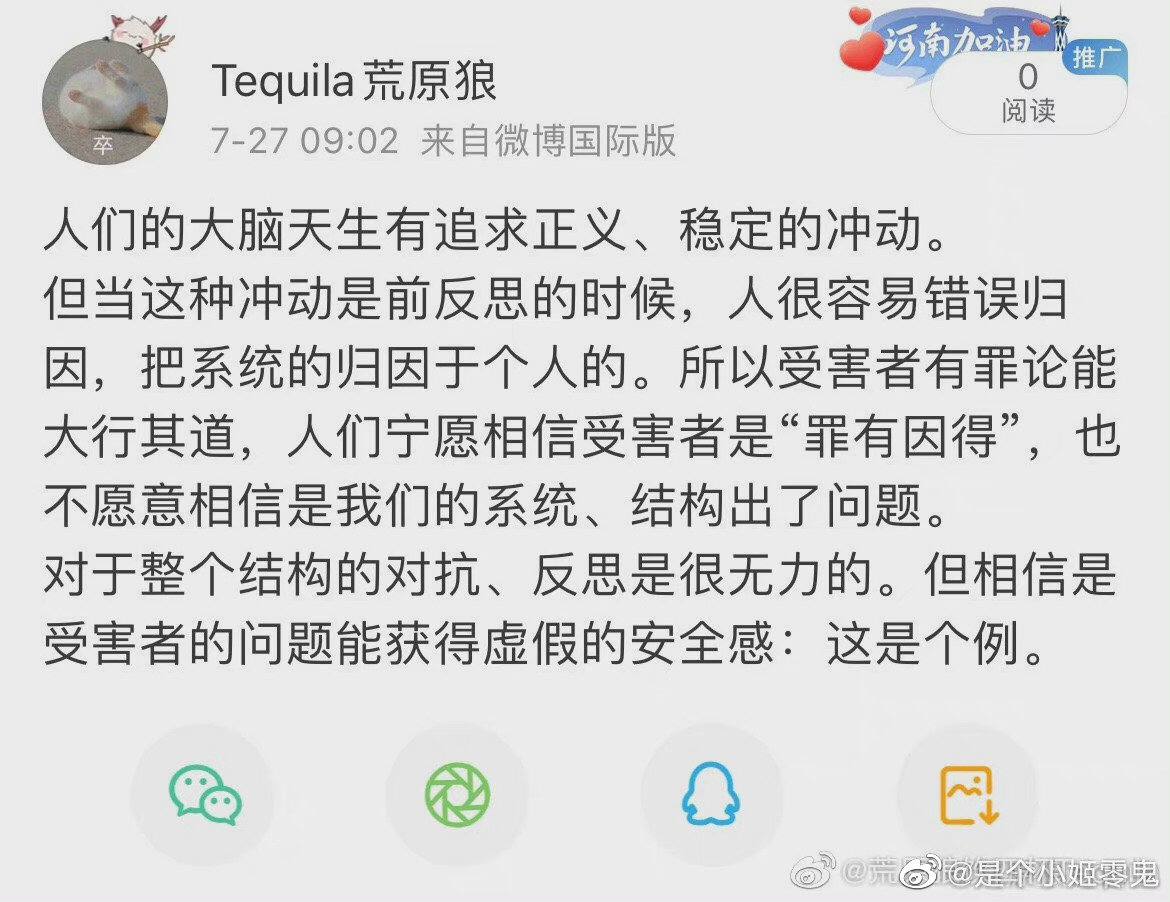 河南加油
推广
Tequila荒原狼
0
阅读
7-27 09:02 来自微博国际版
卒
人们的大脑天生有追求正义、稳定的冲动。
但当这种冲动是前反思的时候，人很容易错误归
因，把系统的归因于个人的。所以受害者有罪论能
大行其道，人们宁愿相信受害者是“罪有因得”，也
不愿意相信是我们的系统、结构出了问题。
对于整个结构的对抗、反思是很无力的。但相信是
受害者的问题能获得虚假的安全感：这是个例。
@荒
@是个小姬零鬼